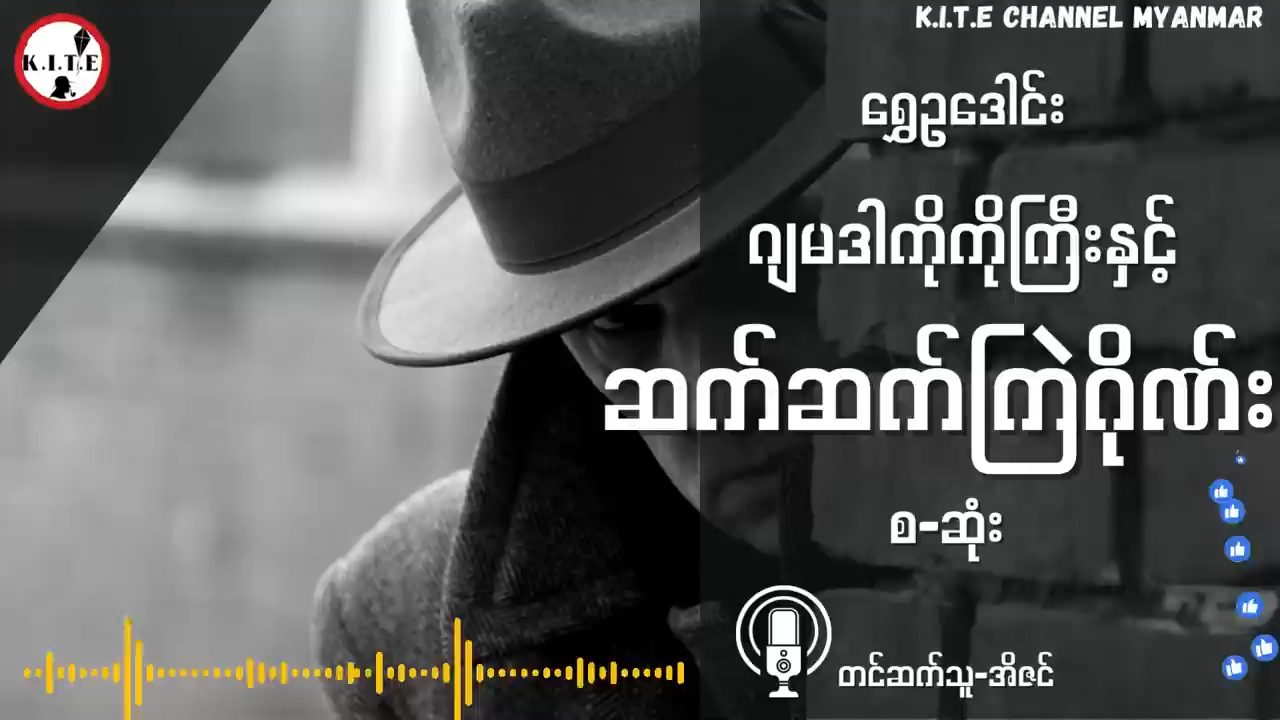 K.I.T.E CHANNEL MYANMAR
K.I.T.E
ရွှေဥဒေါင်း
ဂျမဒါကိုကိုကြီးနှင့်
ဆက်ဆက်ကြဲဂိုဏ်း
စ-ဆုံး
တင်ဆက်သူ-အိဇင်